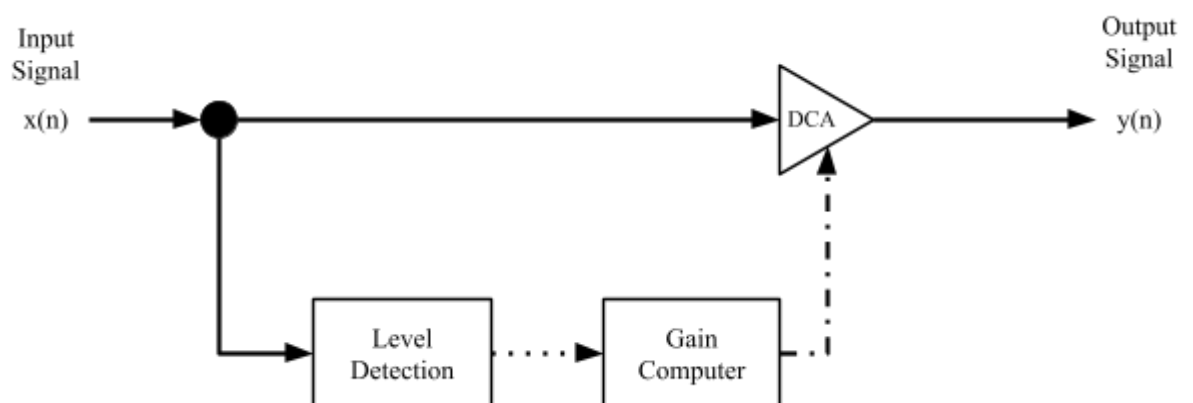 Input
Signal
x(n)
Output
Signal
y(n)
DCA
Level
Detection
Gain
Computer